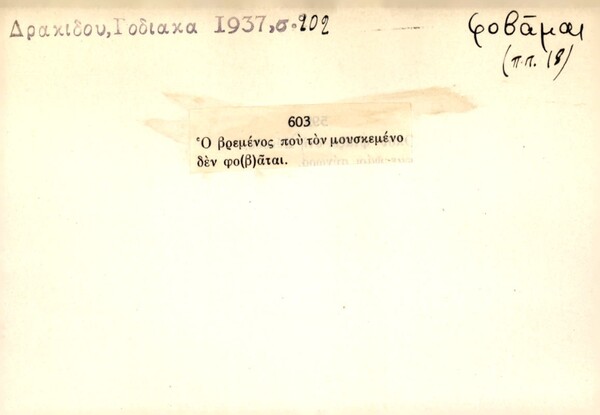 Δρακιδου, Γοδιακα 1937, σ. 202
φοβᾶμαι
(π.π. 18)
603
Ὁ βρεμένος ποὺ τὸν μουσκεμένο
δὲν φο(β)ᾶται.